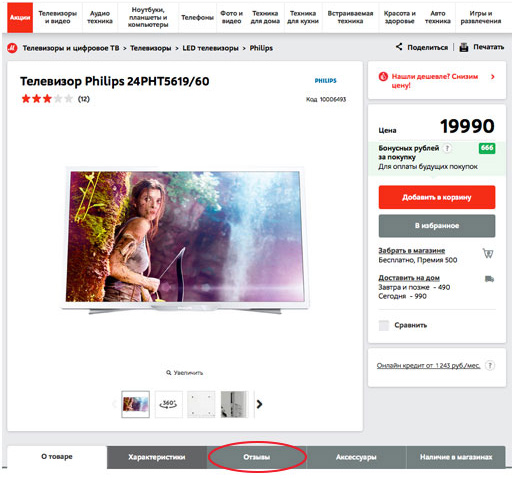 Акции
Телевизоры
и видео
Аудио
техника
Ноутбуки,
планшеты и
компьютеры
Телефоны
Фото и
видео
Техника
для дома
Техника
для кухни
Встраиваемая
техника
Красота и
здоровье
Авто
техника
Игры и
развлечения
Телевизоры и цифровое ТВ > Телевизоры > LED телевизоры > Philips
Поделиться
Печатать
Телевизор Philips 24PHT5619/60
(12)
PHILIPS
Код 10006493
Увеличить
360°
Нашли дешевле? Снизим
цену!
Цена 19990
Бонусных рублей ? 666
за покупку
Для оплаты будущих покупок
Добавить в корзину
В избранное
Забрать в магазине
Бесплатно, Премия 500
Доставить на дом
Завтра и позже - 490
Сегодня - 990
Сравнить
Онлайн кредит от 1 243 руб./мес. ?
О товаре
Характеристики
Отзывы
Аксессуары
Наличие в магазинах